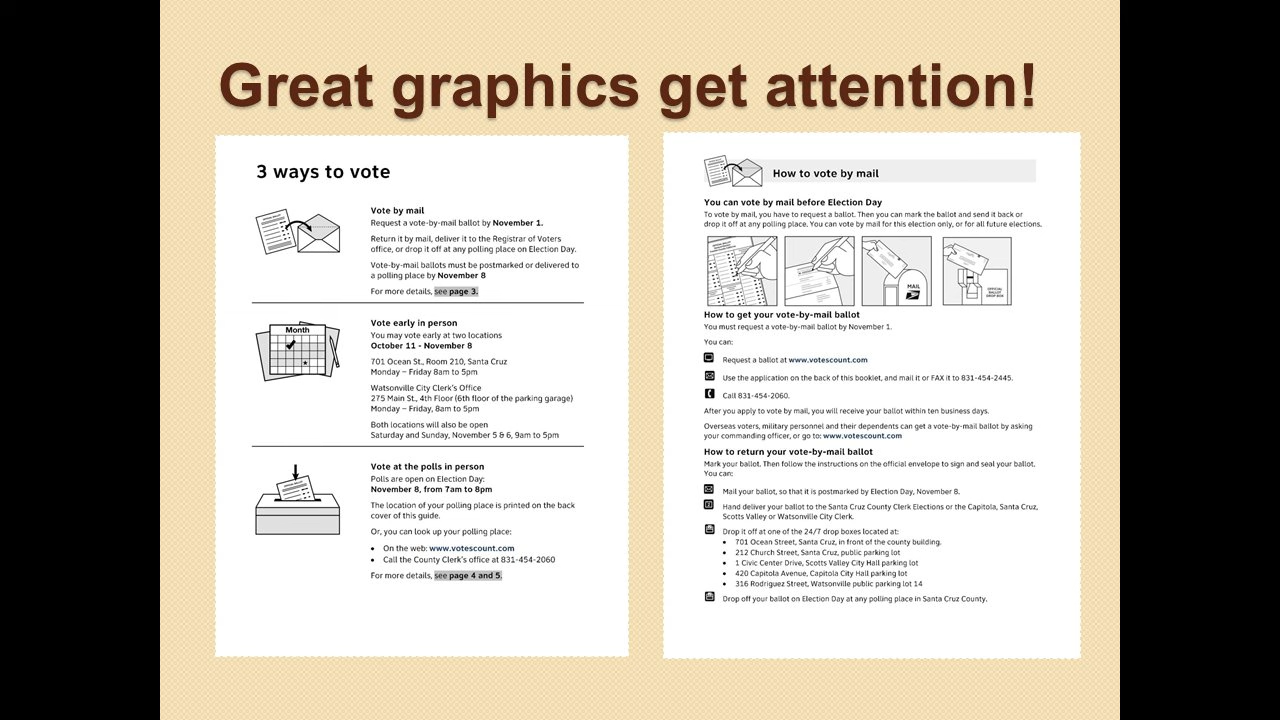 Great graphics get attention!
3 ways to vote
Vote by mail
Request a vote-by-mail ballot by November 1.
Return it by mail, deliver it to the Registrar of Voters
office, or drop it off at any polling place on Election Day.
Vote-by-mail ballots must be postmarked or delivered to
a polling place by November 8
For more details, see page 3.
Month
Vote early in person
You may vote early at two locations
October 11 - November 8
701 Ocean St., Room 210, Santa Cruz
Monday – Friday 8am to 5pm
Watsonville City Clerk's Office
275 Main St., 4th Floor (6th floor of the parking garage)
Monday – Friday, 8am to 5pm
Both locations will also be open
Saturday and Sunday, November 5 & 6, 9am to 5pm
Vote at the polls in person
Polls are open on Election Day:
November 8, from 7am to 8pm
The location of your polling place is printed on the back
cover of this guide.
Or, you can look up your polling place:
• On the web: www.votescount.com
• Call the County Clerk's office at 831-454-2060
For more details, see page 4 and 5.
How to vote by mail
You can vote by mail before Election Day
To vote by mail, you have to request a ballot. Then you can mark the ballot and send it back or
drop it off at any polling place. You can vote by mail for this election only, or for all future elections.
MAIL
OFFICIAL
BALLOT
DROP BOX
How to get your vote-by-mail ballot
You must request a vote-by-mail ballot by November 1.
You can:
Request a ballot at www.votescount.com
Use the application on the back of this booklet, and mail it or FAX it to 831-454-2445.
Call 831-454-2060.
After you apply to vote by mail, you will receive your ballot within ten business days.
Overseas voters, military personnel and their dependents can get a vote-by-mail ballot by asking
your commanding officer, or go to: www.votescount.com
How to return your vote-by-mail ballot
Mark your ballot. Then follow the instructions on the official envelope to sign and seal your ballot.
You can:
Mail your ballot, so that it is postmarked by Election Day, November 8.
Hand deliver your ballot to the Santa Cruz County Clerk Elections or the Capitola, Santa Cruz,
Scotts Valley or Watsonville City Clerk.
Drop it off at one of the 24/7 drop boxes located at:
• 701 Ocean Street, Santa Cruz, in front of the county building.
• 212 Church Street, Santa Cruz, public parking lot
• 1 Civic Center Drive, Scotts Valley City Hall parking lot
• 420 Capitola Avenue, Capitola City Hall parking lot
• 316 Rodriguez Street, Watsonville public parking lot 14
Drop off your ballot on Election Day at any polling place in Santa Cruz County.